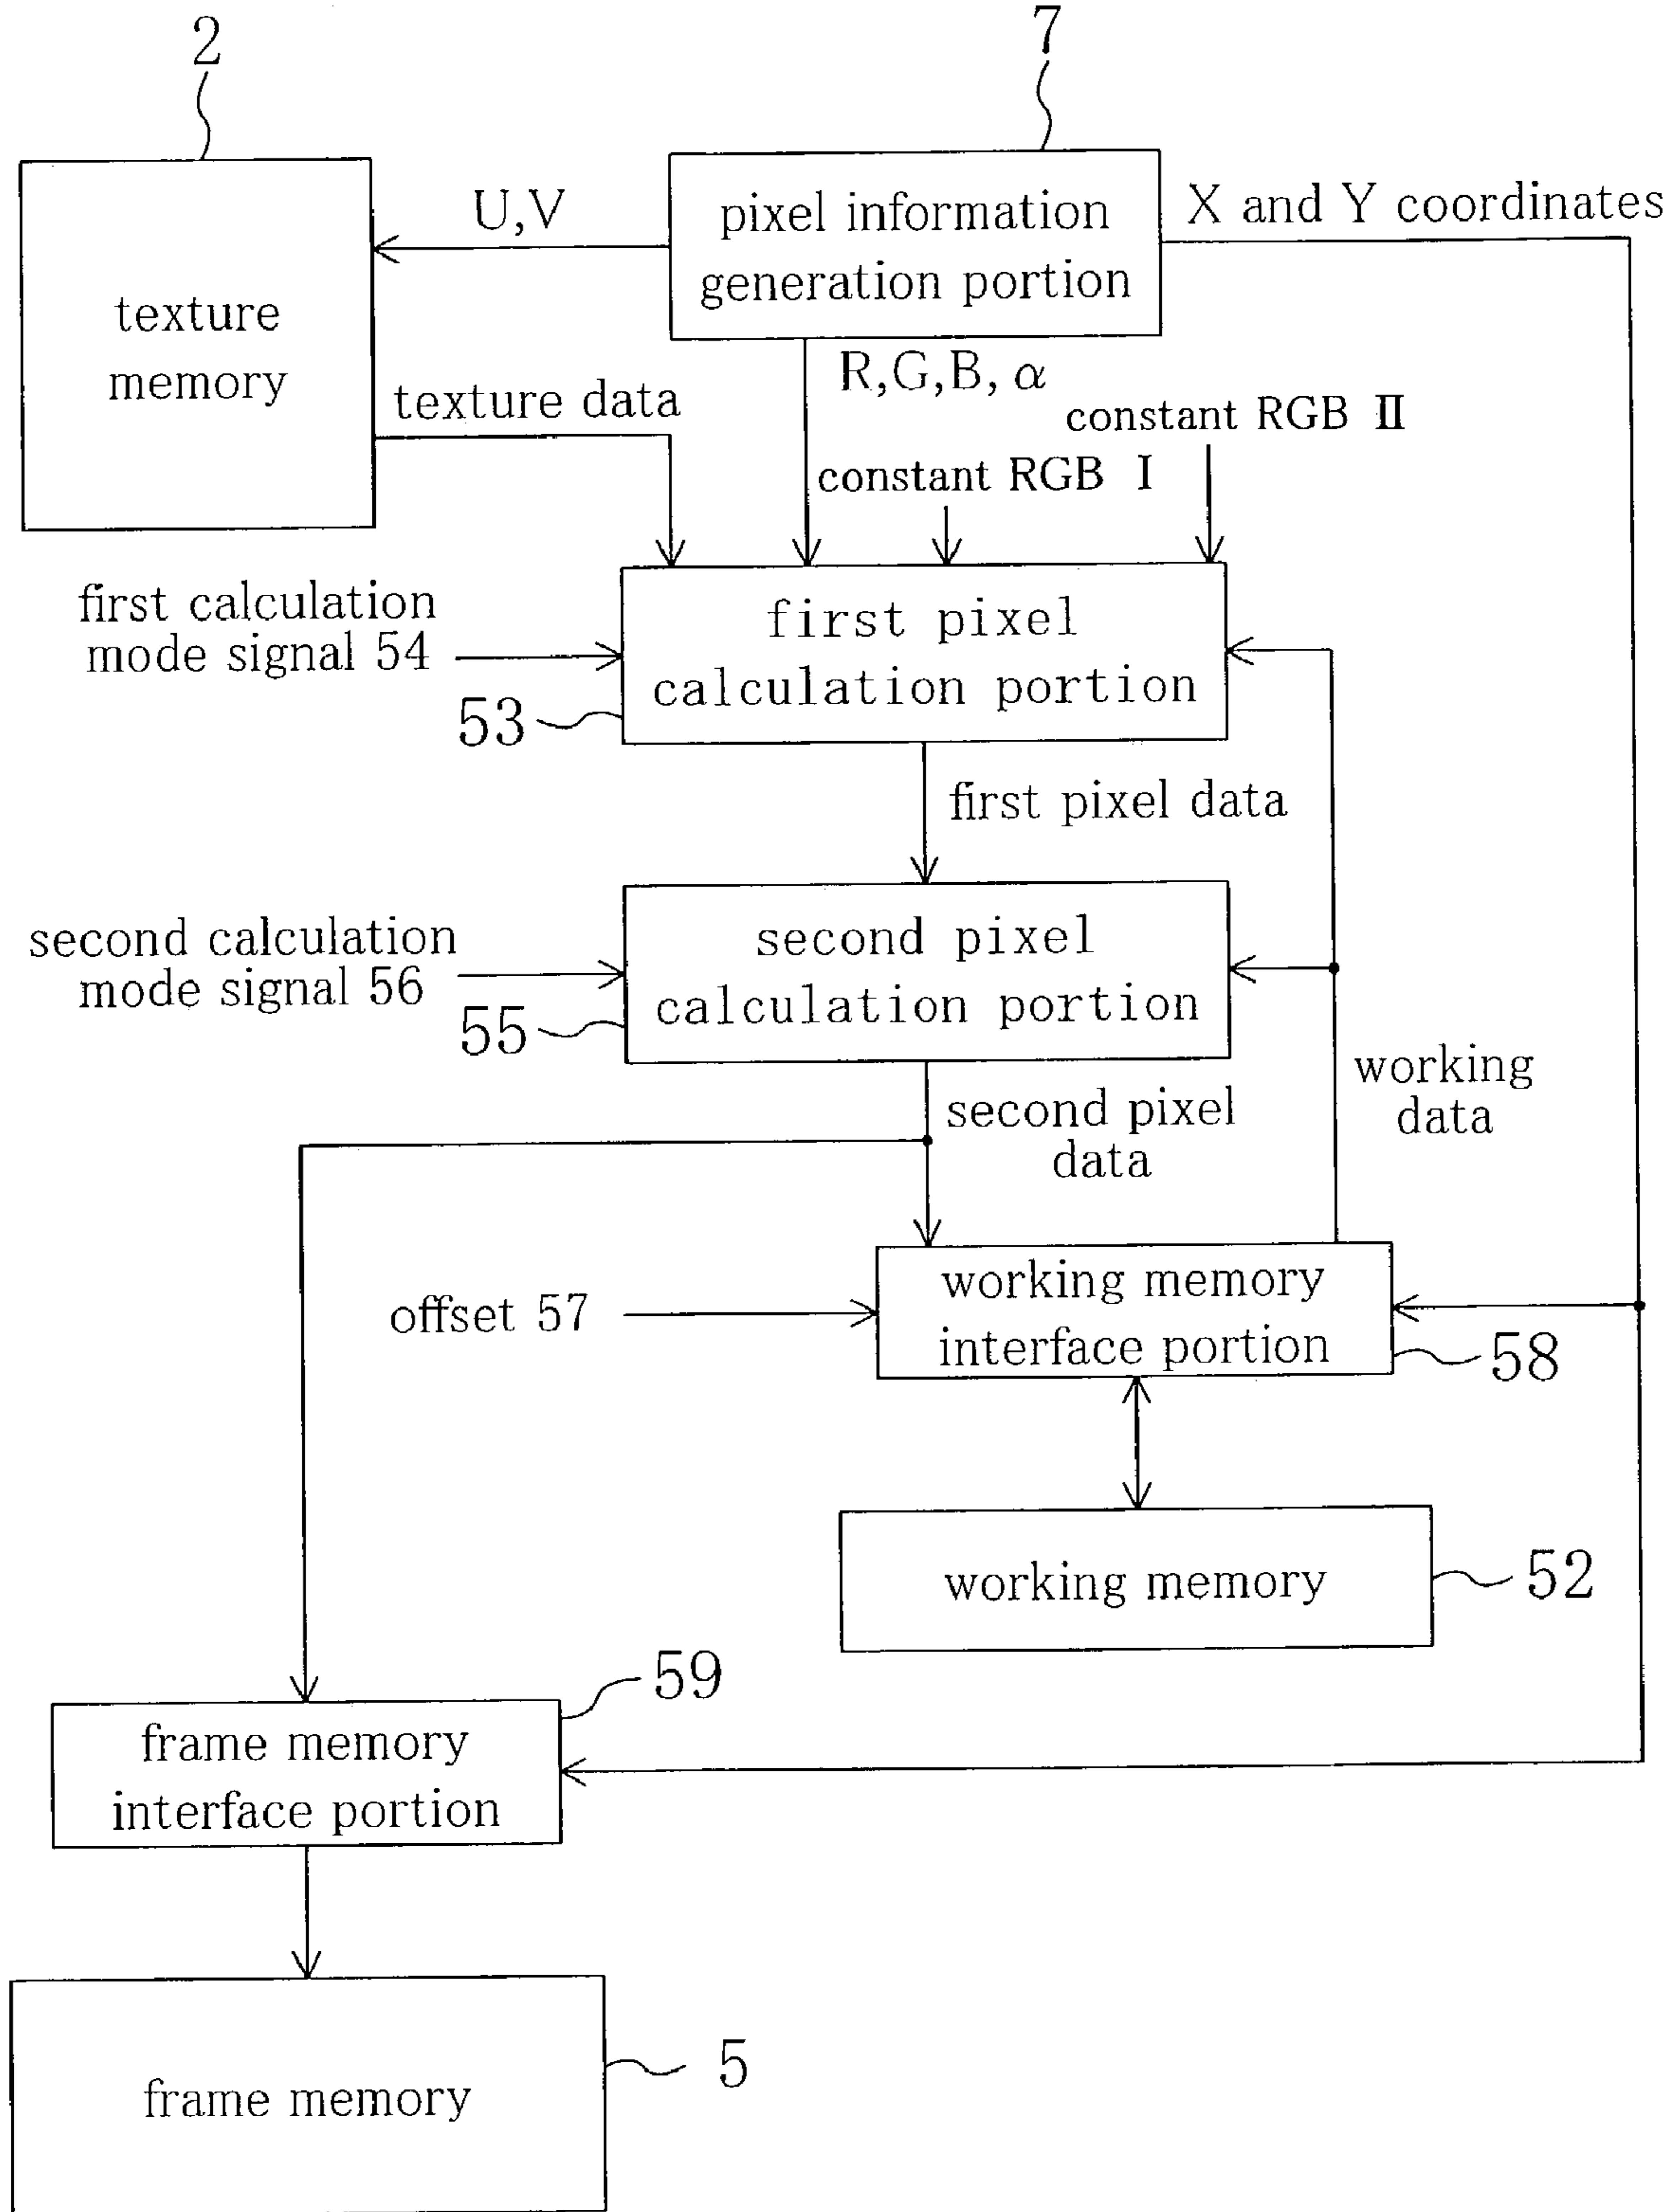 2
7
U,V
pixel information
generation portion
X and Y coordinates
texture
memory
R,G,B, α
texture data
constant RGB II
constant RGB I
first calculation
mode signal 54
first pixel
calculation portion
53
first pixel data
second calculation
mode signal 56
second pixel
calculation portion
55
working
data
second pixel
data
offset 57
working memory
interface portion
58
working memory
52
59
frame memory
interface portion
frame memory
5